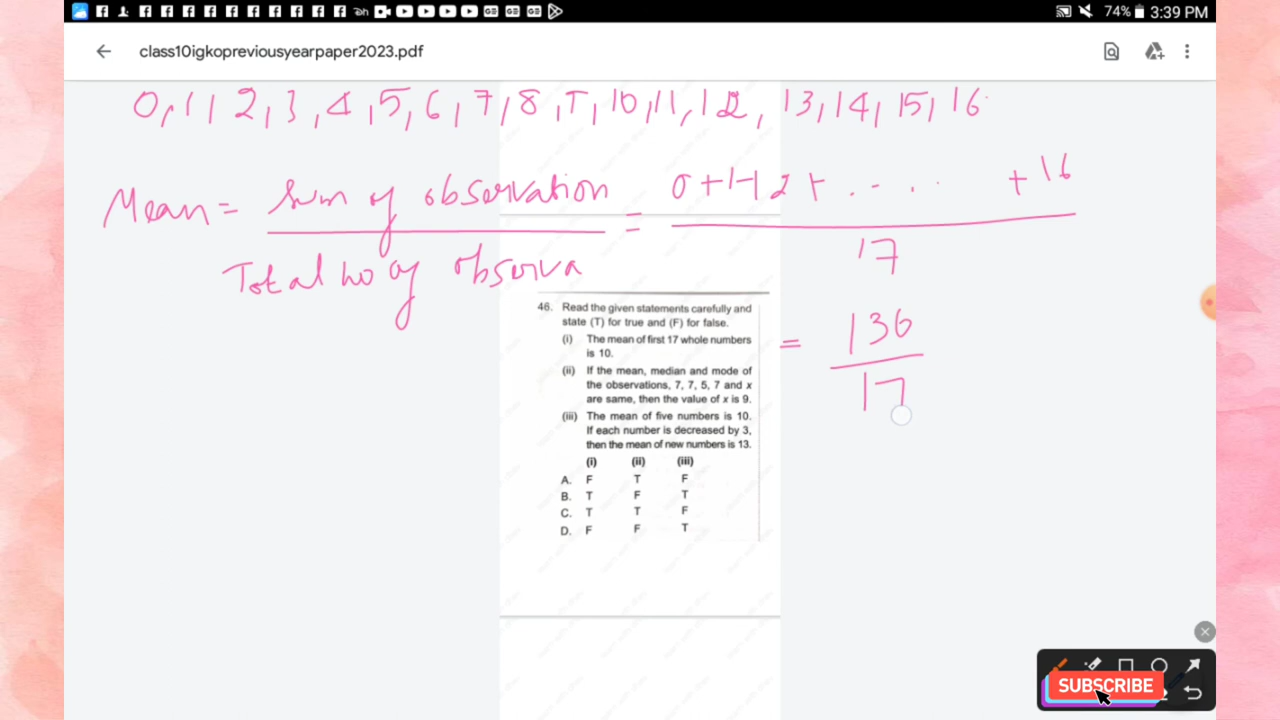 74% 3:39 PM
class10igkopreviousyearpaper2023.pdf
0, 1, 2, 3, 4, 5, 6, 7, 8, 9, 10, 11, 12, 13, 14, 15, 16
Mean = Sum of observation / Total no of observa = 0+1+2+ ..... +16 / 17
= 136 / 17
46. Read the given statements carefully and
state (T) for true and (F) for false.
(i) The mean of first 17 whole numbers
is 10.
(ii) If the mean, median and mode of
the observations, 7, 7, 5, 7 and x
are same, then the value of x is 9.
(iii) The mean of five numbers is 10.
If each number is decreased by 3,
then the mean of new numbers is 13.
(i) (ii) (iii)
A. F T F
B. T F T
C. T T F
D. F F T
SUBSCRIBE